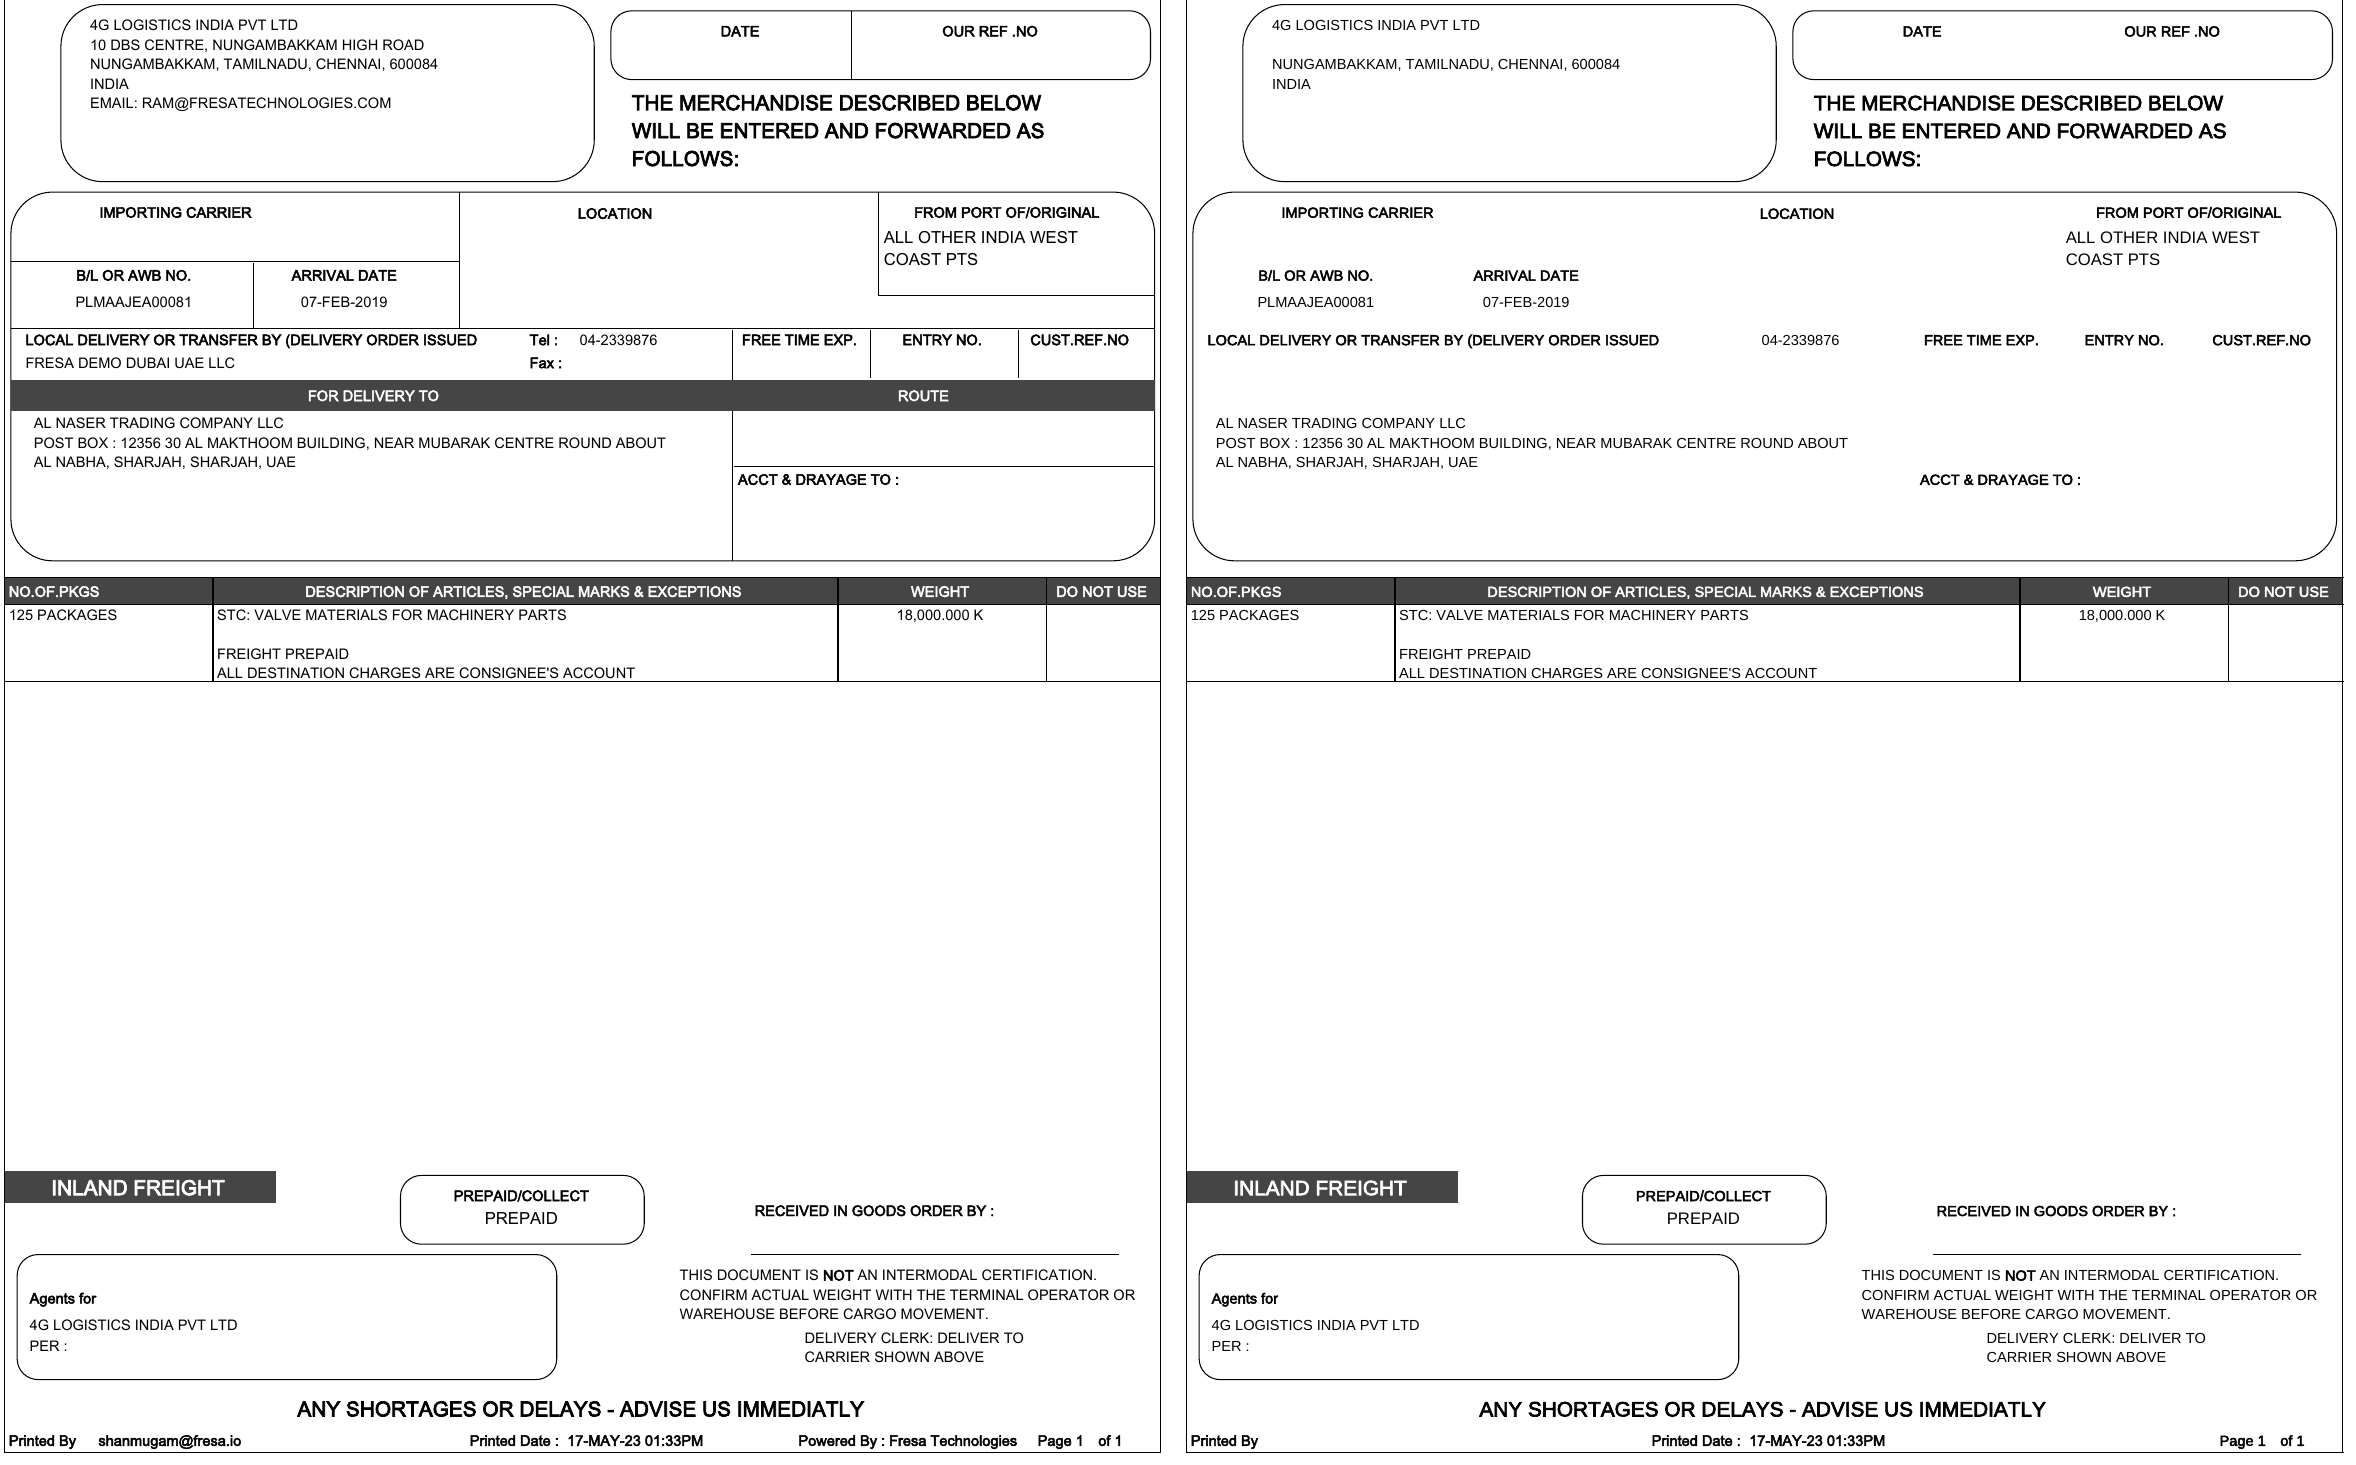 4G LOGISTICS INDIA PVT LTD
10 DBS CENTRE, NUNGAMBAKKAM HIGH ROAD
NUNGAMBAKKAM, TAMILNADU, CHENNAI, 600084
INDIA
EMAIL: RAM@FRESATECHNOLOGIES.COM
DATE OUR REF .NO
THE MERCHANDISE DESCRIBED BELOW
WILL BE ENTERED AND FORWARDED AS
FOLLOWS:
IMPORTING CARRIER LOCATION FROM PORT OF/ORIGINAL
ALL OTHER INDIA WEST
COAST PTS
B/L OR AWB NO. ARRIVAL DATE
PLMAAJEA00081 07-FEB-2019
LOCAL DELIVERY OR TRANSFER BY (DELIVERY ORDER ISSUED Tel : 04-2339876 FREE TIME EXP. ENTRY NO. CUST.REF.NO
FRESA DEMO DUBAI UAE LLC Fax :
FOR DELIVERY TO ROUTE
AL NASER TRADING COMPANY LLC
POST BOX : 12356 30 AL MAKTHOOM BUILDING, NEAR MUBARAK CENTRE ROUND ABOUT
AL NABHA, SHARJAH, SHARJAH, UAE
ACCT & DRAYAGE TO :
NO.OF.PKGS DESCRIPTION OF ARTICLES, SPECIAL MARKS & EXCEPTIONS WEIGHT DO NOT USE
125 PACKAGES STC: VALVE MATERIALS FOR MACHINERY PARTS 18,000.000 K
FREIGHT PREPAID
ALL DESTINATION CHARGES ARE CONSIGNEE'S ACCOUNT
INLAND FREIGHT
PREPAID/COLLECT
PREPAID
RECEIVED IN GOODS ORDER BY :
Agents for
4G LOGISTICS INDIA PVT LTD
PER :
THIS DOCUMENT IS NOT AN INTERMODAL CERTIFICATION.
CONFIRM ACTUAL WEIGHT WITH THE TERMINAL OPERATOR OR
WAREHOUSE BEFORE CARGO MOVEMENT.
DELIVERY CLERK: DELIVER TO
CARRIER SHOWN ABOVE
ANY SHORTAGES OR DELAYS - ADVISE US IMMEDIATLY
Printed By shanmugam@fresa.io Printed Date : 17-MAY-23 01:33PM Powered By : Fresa Technologies Page 1 of 1
4G LOGISTICS INDIA PVT LTD
NUNGAMBAKKAM, TAMILNADU, CHENNAI, 600084
INDIA
DATE OUR REF .NO
THE MERCHANDISE DESCRIBED BELOW
WILL BE ENTERED AND FORWARDED AS
FOLLOWS:
IMPORTING CARRIER LOCATION FROM PORT OF/ORIGINAL
ALL OTHER INDIA WEST
COAST PTS
B/L OR AWB NO. ARRIVAL DATE
PLMAAJEA00081 07-FEB-2019
LOCAL DELIVERY OR TRANSFER BY (DELIVERY ORDER ISSUED 04-2339876 FREE TIME EXP. ENTRY NO. CUST.REF.NO
AL NASER TRADING COMPANY LLC
POST BOX : 12356 30 AL MAKTHOOM BUILDING, NEAR MUBARAK CENTRE ROUND ABOUT
AL NABHA, SHARJAH, SHARJAH, UAE
ACCT & DRAYAGE TO :
NO.OF.PKGS DESCRIPTION OF ARTICLES, SPECIAL MARKS & EXCEPTIONS WEIGHT DO NOT USE
125 PACKAGES STC: VALVE MATERIALS FOR MACHINERY PARTS 18,000.000 K
FREIGHT PREPAID
ALL DESTINATION CHARGES ARE CONSIGNEE'S ACCOUNT
INLAND FREIGHT
PREPAID/COLLECT
PREPAID
RECEIVED IN GOODS ORDER BY :
Agents for
4G LOGISTICS INDIA PVT LTD
PER :
THIS DOCUMENT IS NOT AN INTERMODAL CERTIFICATION.
CONFIRM ACTUAL WEIGHT WITH THE TERMINAL OPERATOR OR
WAREHOUSE BEFORE CARGO MOVEMENT.
DELIVERY CLERK: DELIVER TO
CARRIER SHOWN ABOVE
ANY SHORTAGES OR DELAYS - ADVISE US IMMEDIATLY
Printed By Printed Date : 17-MAY-23 01:33PM Page 1 of 1